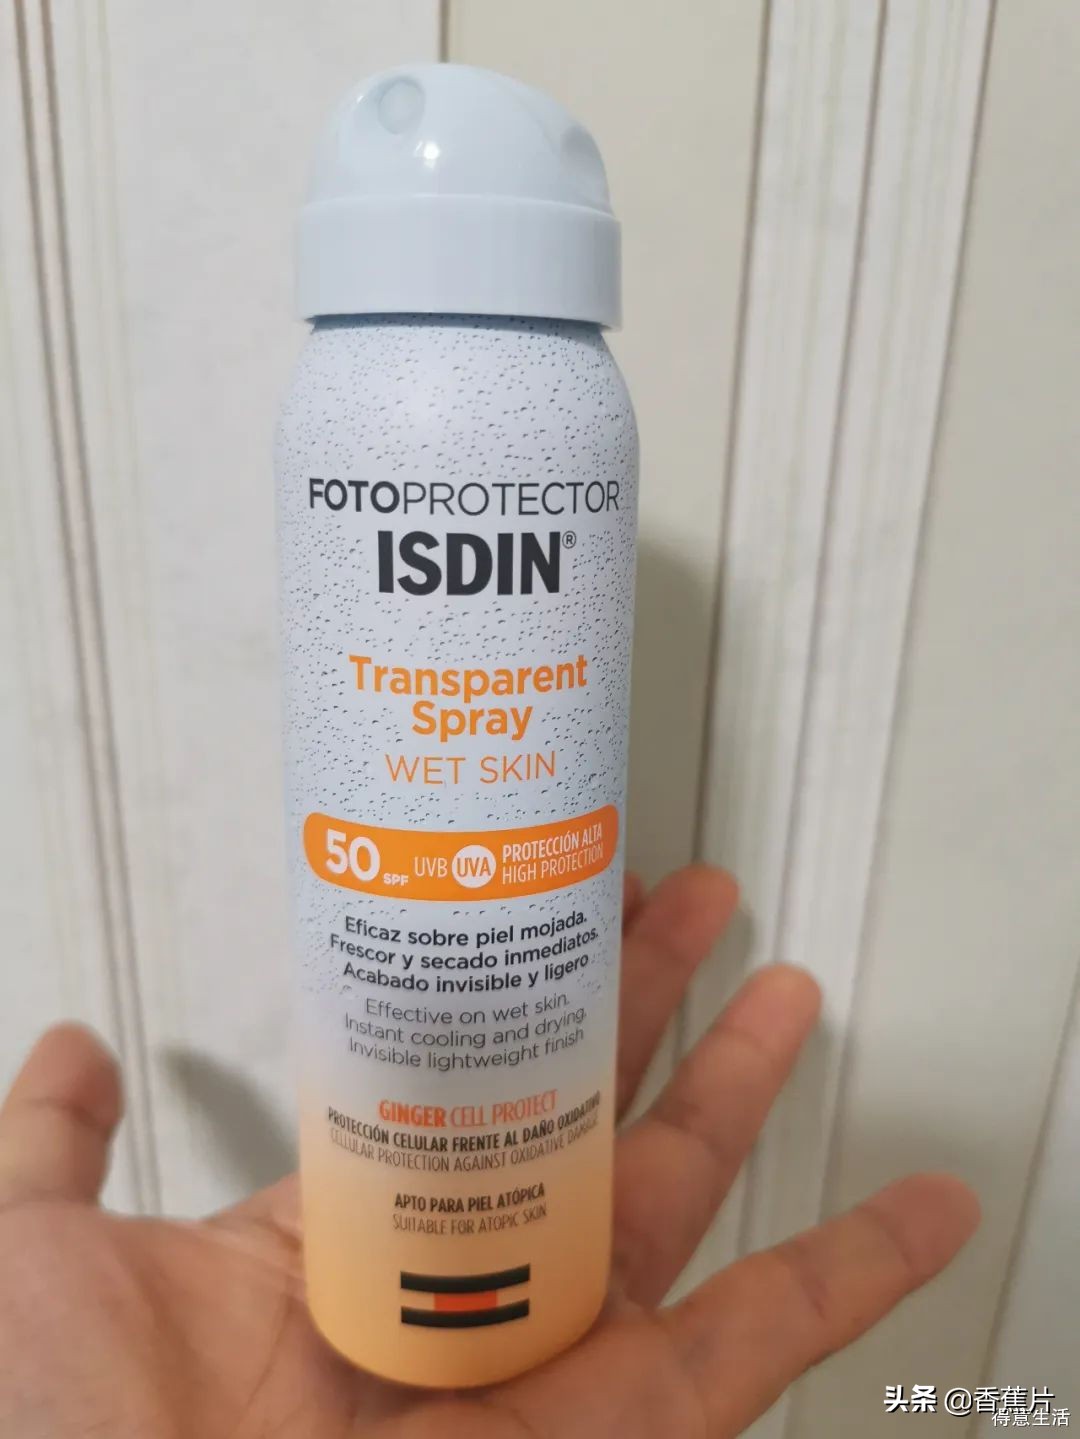 FOTOPROTECTOR
ISDIN®
Transparent
Spray
WET SKIN
50 SPF UVB UVA PROTECCIÓN ALTA
HIGH PROTECTION
Eficaz sobre piel mojada.
Frescor y secado inmediatos.
Acabado invisible y ligero
Effective on wet skin.
Instant cooling and drying.
Invisible lightweight finish
GINGER CELL PROTECT
PROTECCIÓN CELULAR FRENTE AL DAÑO OXIDATIVO
CELLULAR PROTECTION AGAINST OXIDATIVE DAMAGE
APTO PARA PIEL ATÓPICA
SUITABLE FOR ATOPIC SKIN
头条 @香蕉片
得意生活